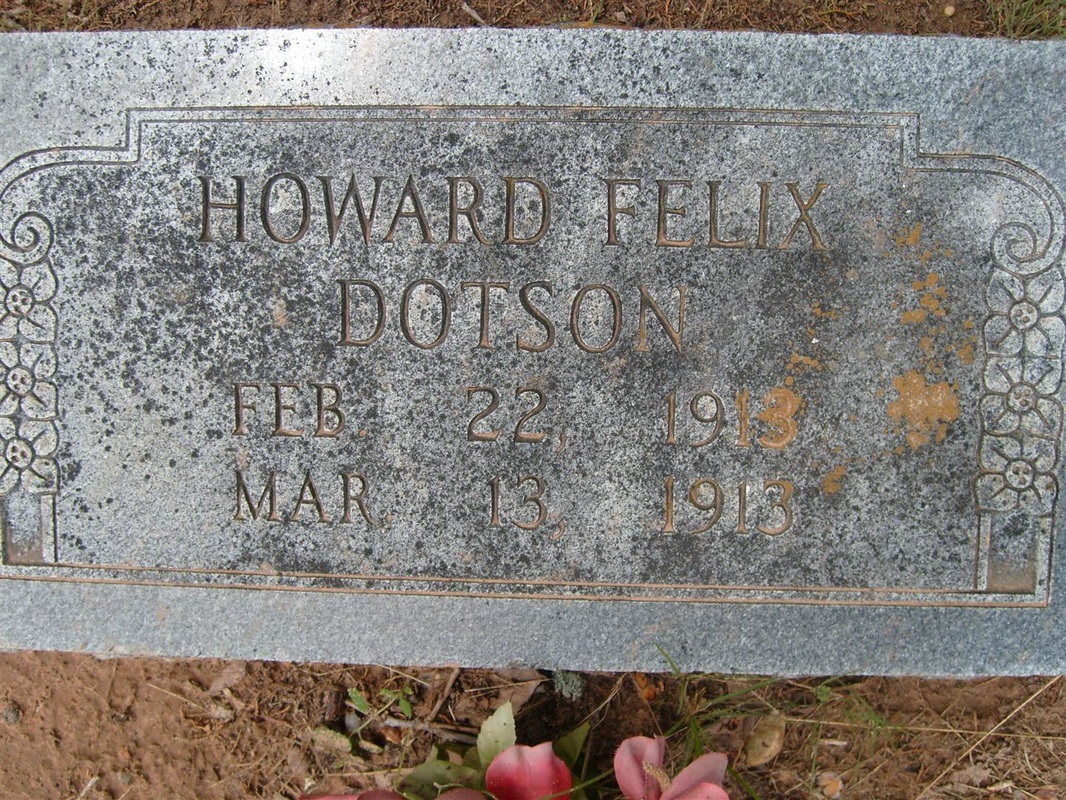 HOWARD FELIX
DOTSON
FEB. 22, 1913
MAR. 13, 1913